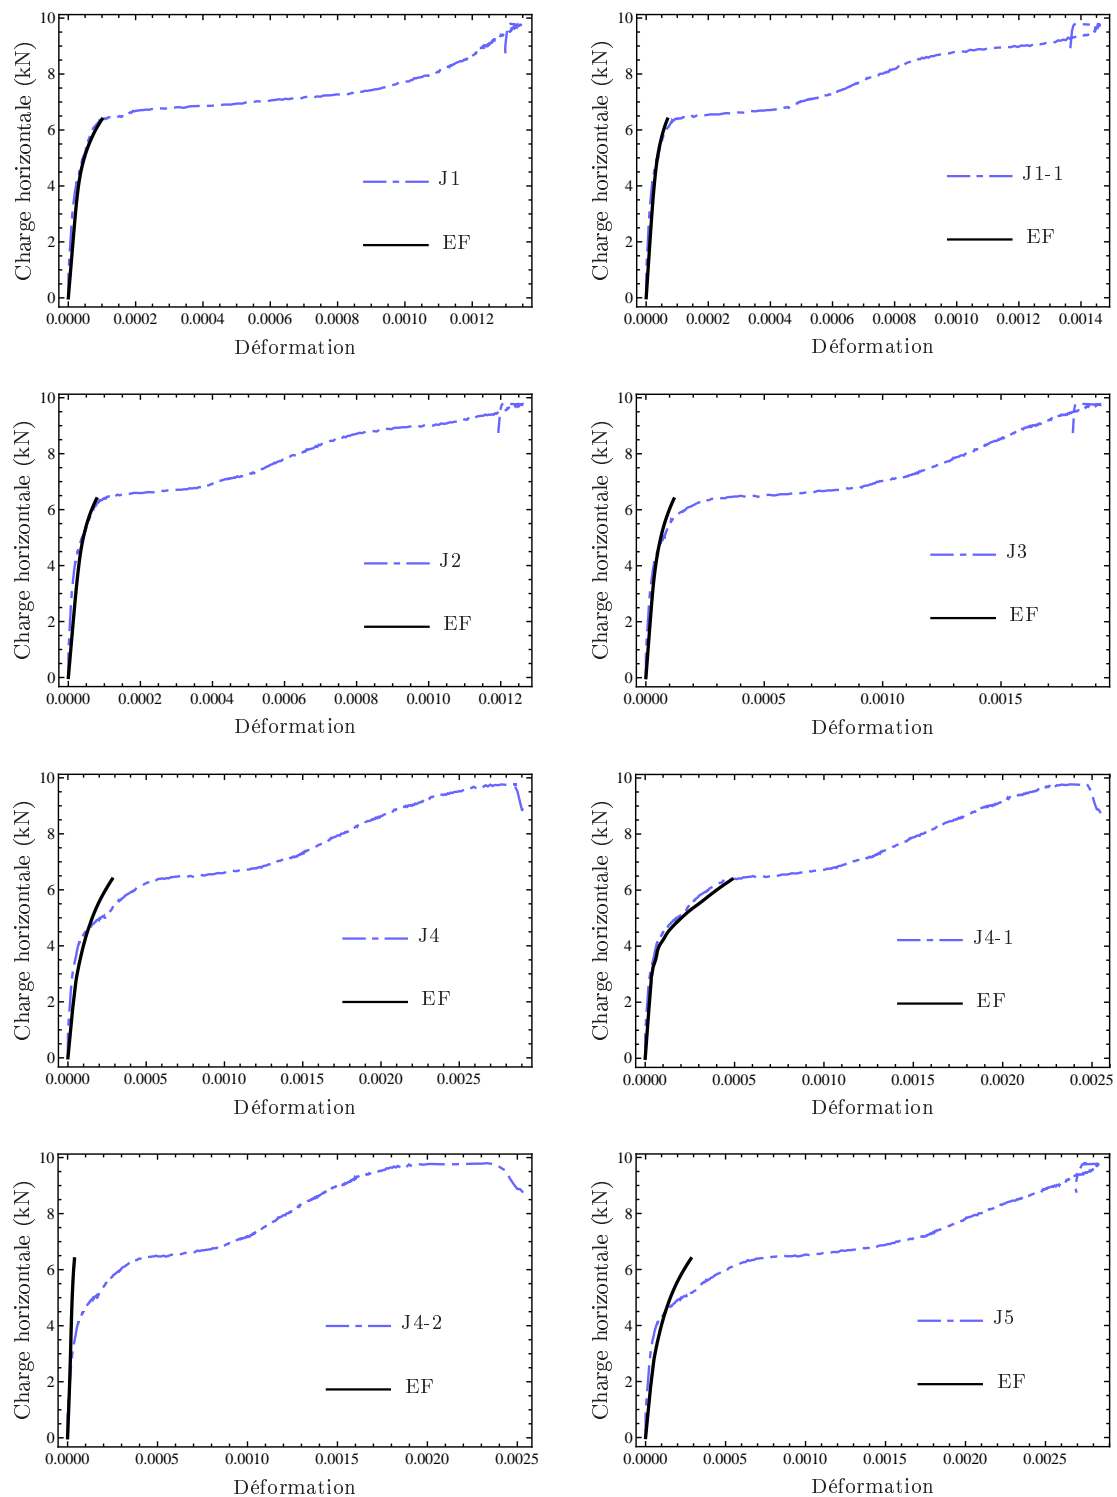 10
8
6
4
2
0
Charge horizontale (kN)
J1
EF
0.0000 0.0002 0.0004 0.0006 0.0008 0.0010 0.0012
Déformation
10
8
6
4
2
0
Charge horizontale (kN)
J1-1
EF
0.0000 0.0002 0.0004 0.0006 0.0008 0.0010 0.0012 0.0014
Déformation
10
8
6
4
2
0
Charge horizontale (kN)
J2
EF
0.0000 0.0002 0.0004 0.0006 0.0008 0.0010 0.0012
Déformation
10
8
6
4
2
0
Charge horizontale (kN)
J3
EF
0.0000 0.0005 0.0010 0.0015
Déformation
10
8
6
4
2
0
Charge horizontale (kN)
J4
EF
0.0000 0.0005 0.0010 0.0015 0.0020 0.0025
Déformation
10
8
6
4
2
0
Charge horizontale (kN)
J4-1
EF
0.0000 0.0005 0.0010 0.0015 0.0020 0.0025
Déformation
10
8
6
4
2
0
Charge horizontale (kN)
J4-2
EF
0.0000 0.0005 0.0010 0.0015 0.0020 0.0025
Déformation
10
8
6
4
2
0
Charge horizontale (kN)
J5
EF
0.0000 0.0005 0.0010 0.0015 0.0020 0.0025
Déformation